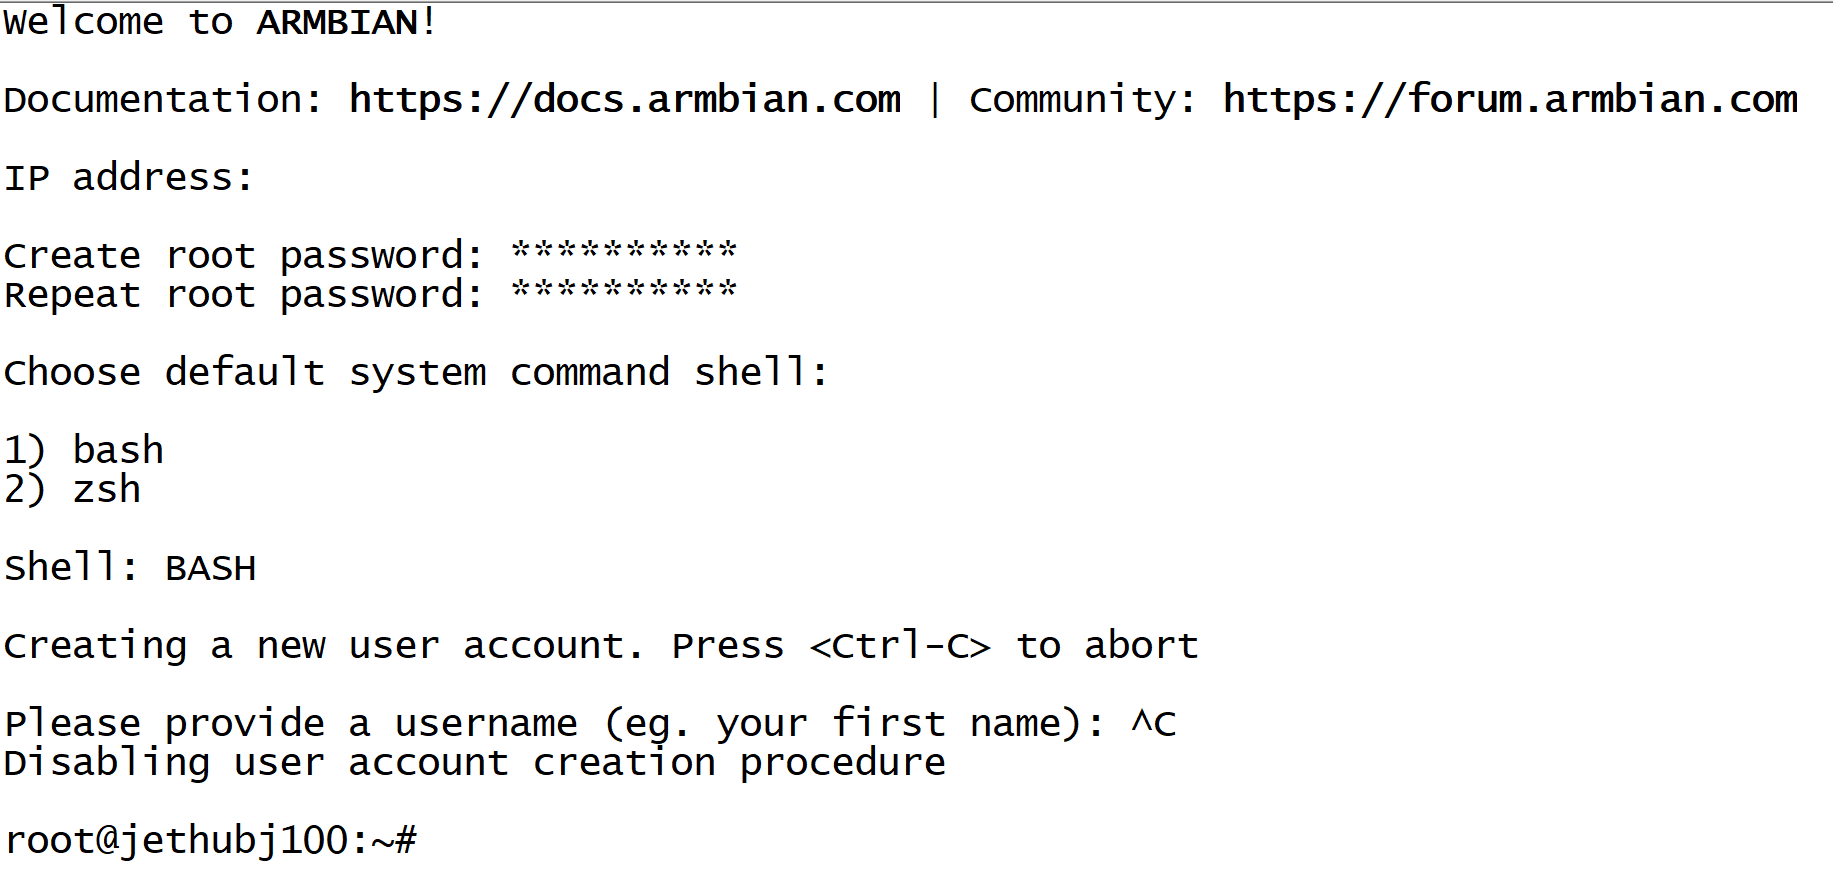 Welcome to ARMBIAN!
Documentation: https://docs.armbian.com | Community: https://forum.armbian.com
IP address:
Create root password: **********
Repeat root password: **********
Choose default system command shell:
1) bash
2) zsh
Shell: BASH
Creating a new user account. Press <Ctrl-C> to abort
Please provide a username (eg. your first name): ^C
Disabling user account creation procedure
root@jethubj100:~#